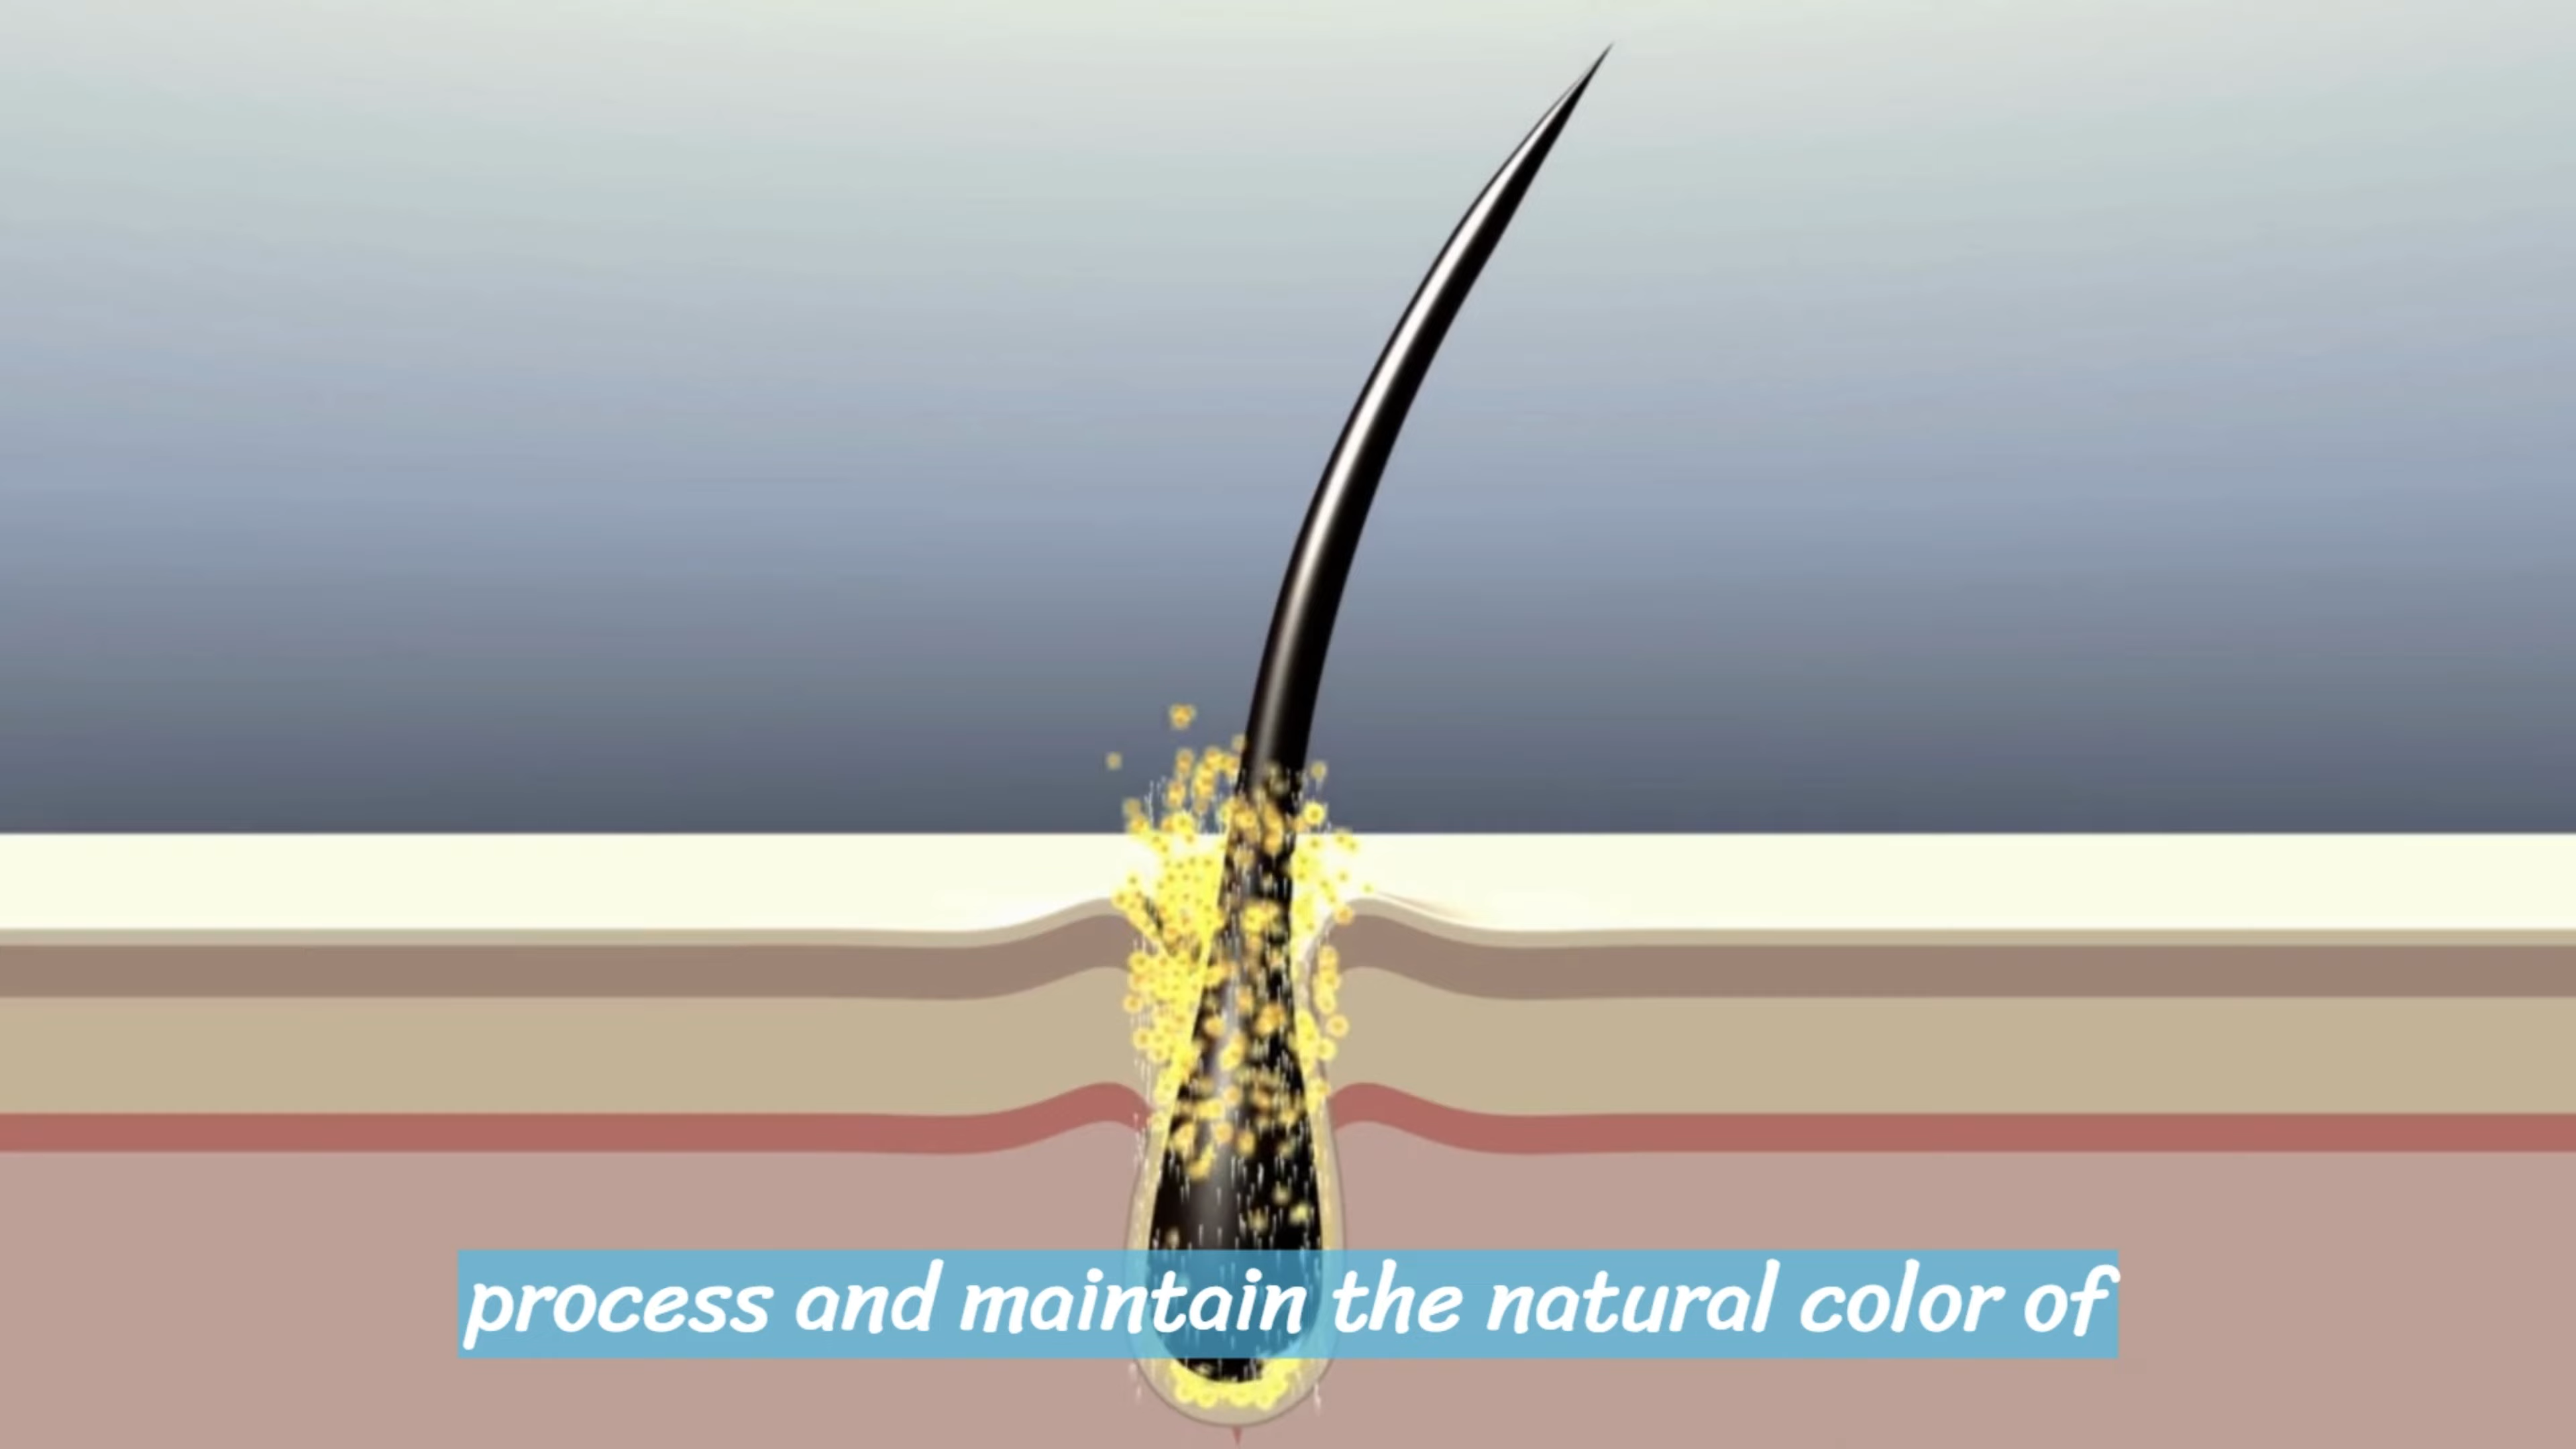 process and maintain the natural color of